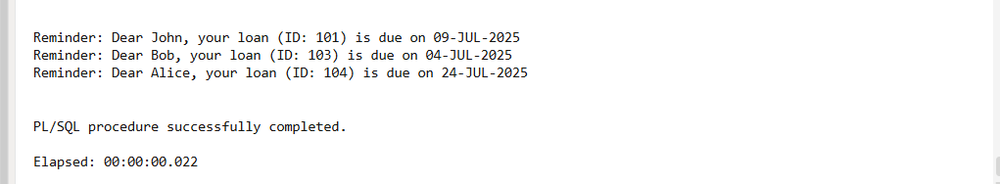 Reminder: Dear John, your loan (ID: 101) is due on 09-JUL-2025
Reminder: Dear Bob, your loan (ID: 103) is due on 04-JUL-2025
Reminder: Dear Alice, your loan (ID: 104) is due on 24-JUL-2025
PL/SQL procedure successfully completed.
Elapsed: 00:00:00.022